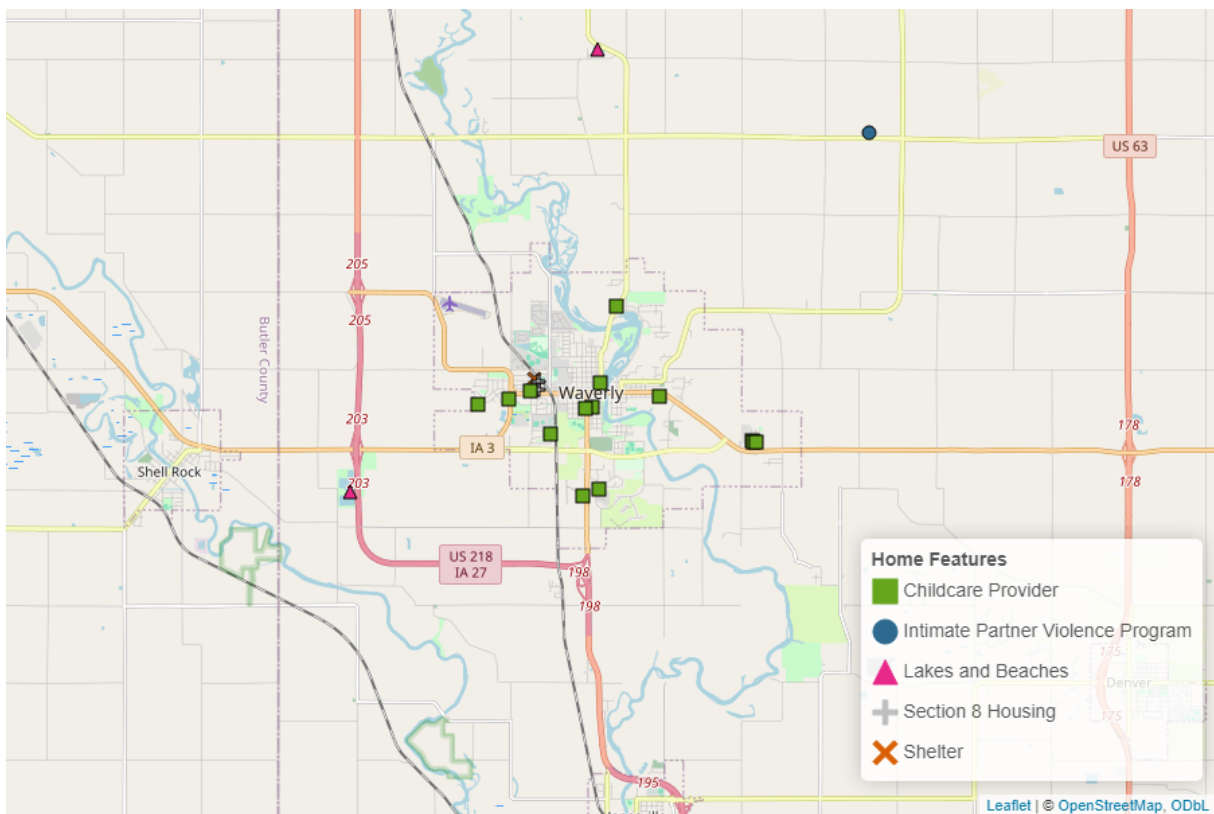 US 63
205
205
Butler County
Waverly
203
IA 3
178
Shell Rock
203
178
US 218
IA 27
198
198
175
Denver
175
195
Home Features
Childcare Provider
Intimate Partner Violence Program
Lakes and Beaches
Section 8 Housing
Shelter
Leaflet | © OpenStreetMap, ODbL